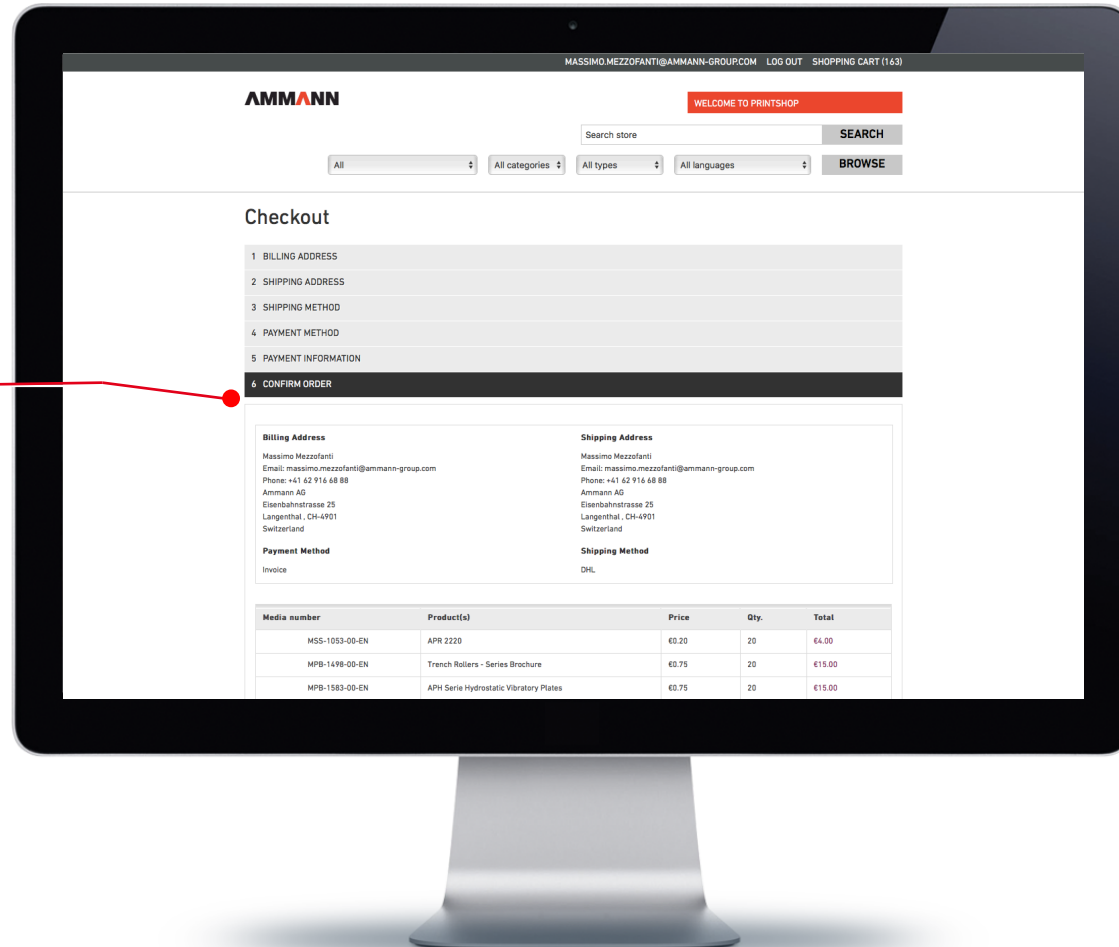 MASSIMO.MEZZOFANTI@AMMANN-GROUP.COM LOG OUT SHOPPING CART (163)
AMMANN
WELCOME TO PRINTSHOP
Search store SEARCH
All All categories All types All languages BROWSE
Checkout
1 BILLING ADDRESS
2 SHIPPING ADDRESS
3 SHIPPING METHOD
4 PAYMENT METHOD
5 PAYMENT INFORMATION
6 CONFIRM ORDER
Billing Address
Massimo Mezzofanti
Email: massimo.mezzofanti@ammann-group.com
Phone: +41 62 916 68 88
Ammann AG
Eisenbahnstrasse 25
Langenthal , CH-4901
Switzerland
Payment Method
Invoice
Shipping Address
Massimo Mezzofanti
Email: massimo.mezzofanti@ammann-group.com
Phone: +41 62 916 68 88
Ammann AG
Eisenbahnstrasse 25
Langenthal , CH-4901
Switzerland
Shipping Method
DHL
Media number Product(s) Price Qty. Total
MSS-1053-00-EN APR 2220 €0.20 20 €4.00
MPB-1498-00-EN Trench Rollers - Series Brochure €0.75 20 €15.00
MPB-1583-00-EN APH Serie Hydrostatic Vibratory Plates €0.75 20 €15.00